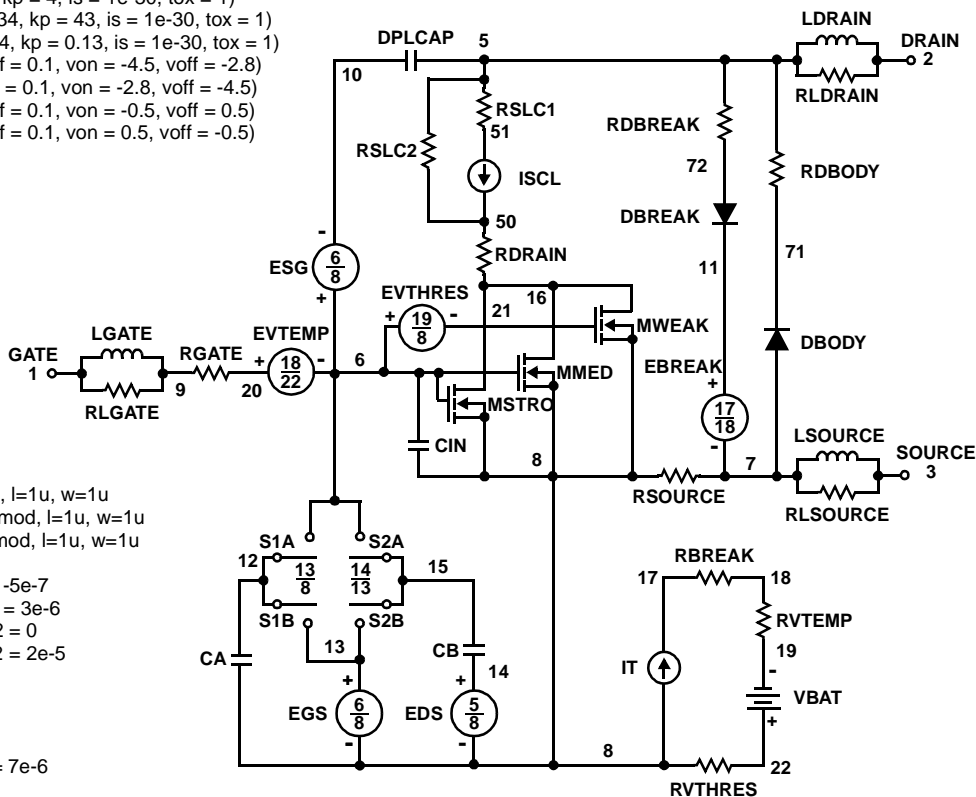 kp = 4, is = 1e-30, tox = 1)
34, kp = 43, is = 1e-30, tox = 1)
4, kp = 0.13, is = 1e-30, tox = 1)
f = 0.1, von = -4.5, voff = -2.8)
= 0.1, von = -2.8, voff = -4.5)
f = 0.1, von = -0.5, voff = 0.5)
ff = 0.1, von = 0.5, voff = -0.5)
DPLCAP
5
10
LDRAIN
DRAIN
2
RLDRAIN
RSLC1
51
RSLC2
ISCL
RDBREAK
72
RDBODY
DBREAK
50
RDRAIN
71
11
-
ESG
6
8
+
EVTHRES
+
19
8
-
21
16
MWEAK
LGATE
GATE
1
RLGATE
9
RGATE
20
EVTEMP
+
18
22
-
6
MMED
MSTRO
EBREAK
+
17
18
-
DBODY
CIN
8
RSOURCE
7
LSOURCE
SOURCE
3
RLSOURCE
, l=1u, w=1u
mod, l=1u, w=1u
mod, l=1u, w=1u
-5e-7
= 3e-6
2 = 0
2 = 2e-5
= 7e-6
S1A
S2A
12
13
8
14
13
15
S1B
S2B
13
CA
CB
14
+
EGS
6
8
-
+
EDS
5
8
-
8
RBREAK
17
18
RVTEMP
19
IT
-
VBAT
+
22
RVTHRES